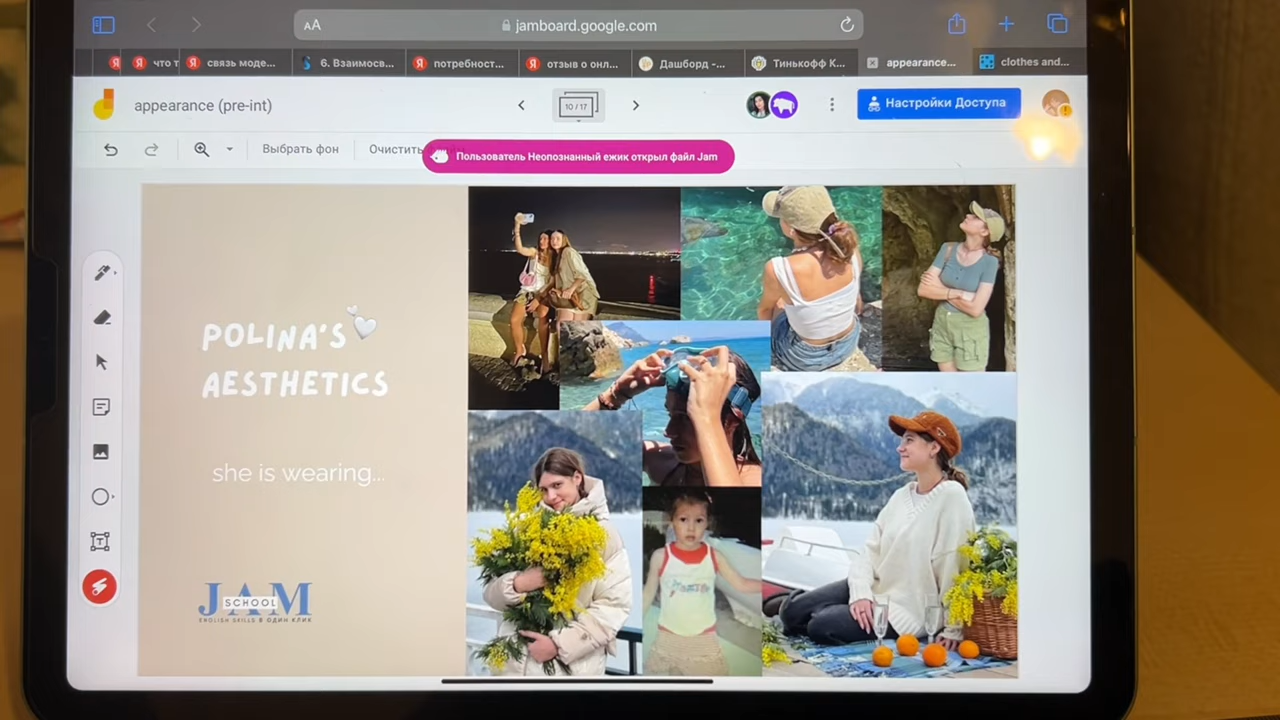 AA
jamboard.google.com
что т
связь моде...
6. Взаимосв...
потребност...
отзыв о онл...
Дашборд -...
Тинькофф К...
appearance...
clothes and...
appearance (pre-int)
10 / 17
Настройки Доступа
Выбрать фон
Очистить
Пользователь Неопознанный ежик открыл файл Jam
POLINA'S
AESTHETICS
she is wearing...
JAM
SCHOOL
ENGLISH SKILLS В ОДИН КЛИК